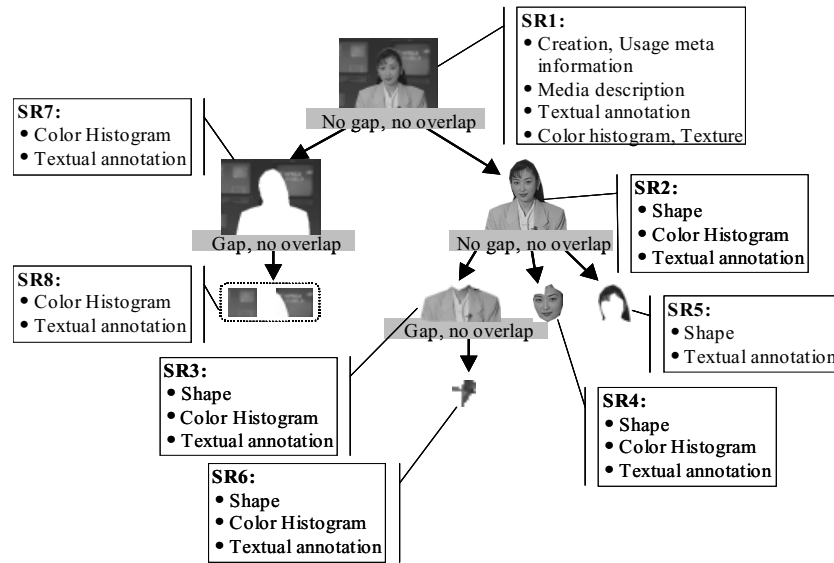 SR1:
• Creation, Usage meta
information
• Media description
• Textual annotation
• Color histogram, Texture
No gap, no overlap
SR7:
• Color Histogram
• Textual annotation
SR2:
• Shape
• Color Histogram
• Textual annotation
Gap, no overlap
No gap, no overlap
SR8:
• Color Histogram
• Textual annotation
SR5:
• Shape
• Textual annotation
Gap, no overlap
SR3:
• Shape
• Color Histogram
• Textual annotation
SR4:
• Shape
• Color Histogram
• Textual annotation
SR6:
• Shape
• Color Histogram
• Textual annotation